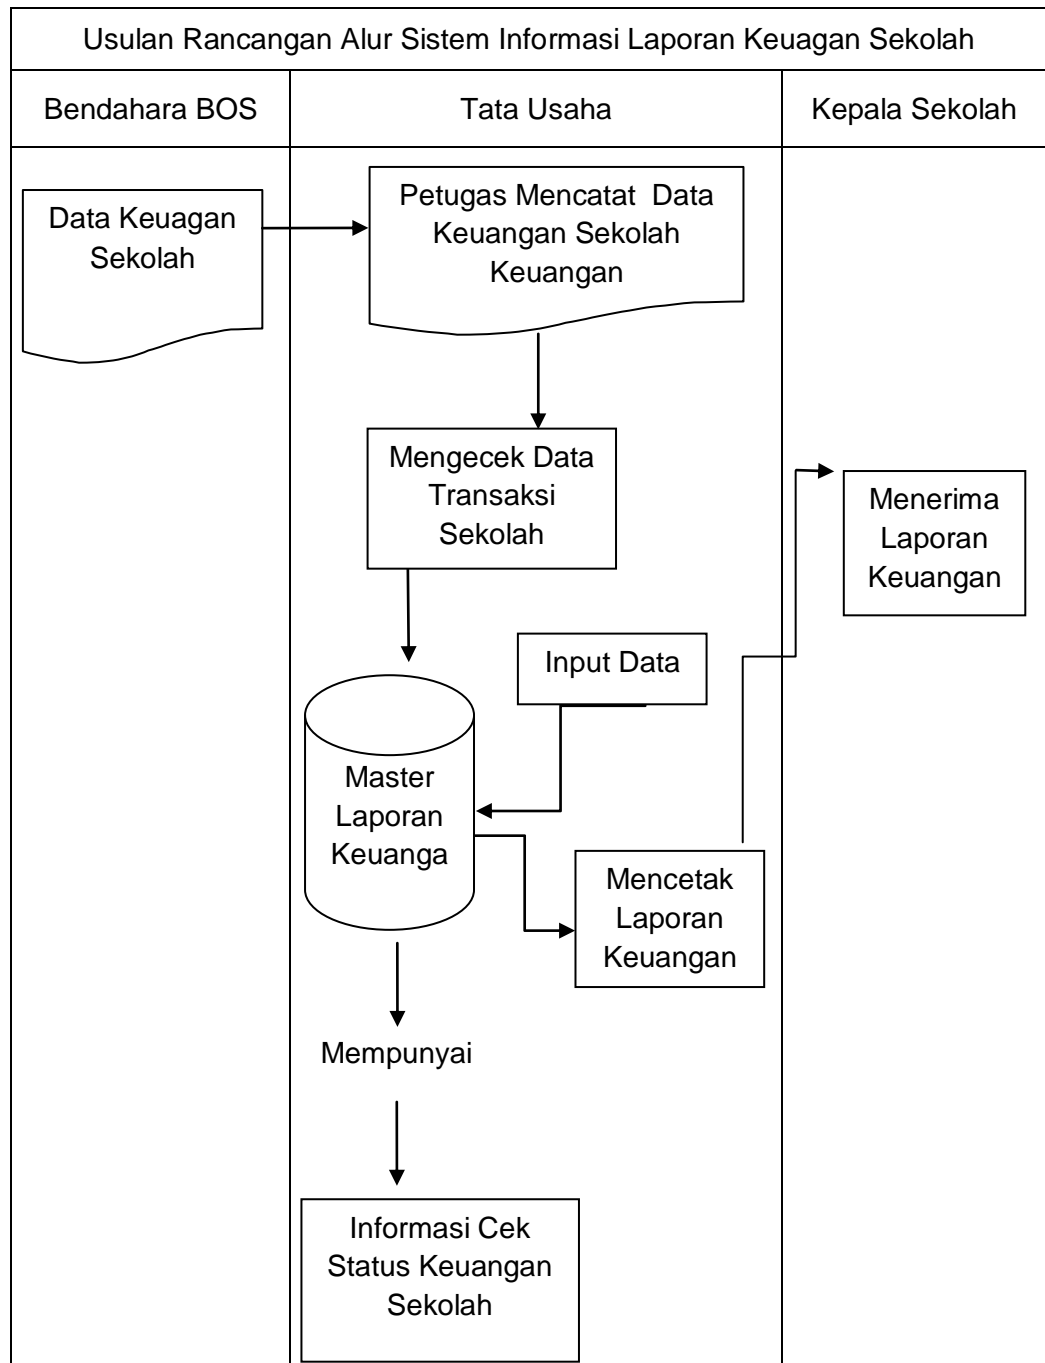 Usulan Rancangan Alur Sistem Informasi Laporan Keuagan Sekolah
Bendahara BOS
Tata Usaha
Kepala Sekolah
Data Keuagan
Sekolah
Petugas Mencatat  Data
Keuangan Sekolah
Keuangan
Mengecek Data
Transaksi
Sekolah
Menerima
Laporan
Keuangan
Input Data
Master
Laporan
Keuanga
Mencetak
Laporan
Keuangan
Mempunyai
Informasi Cek
Status Keuangan
Sekolah